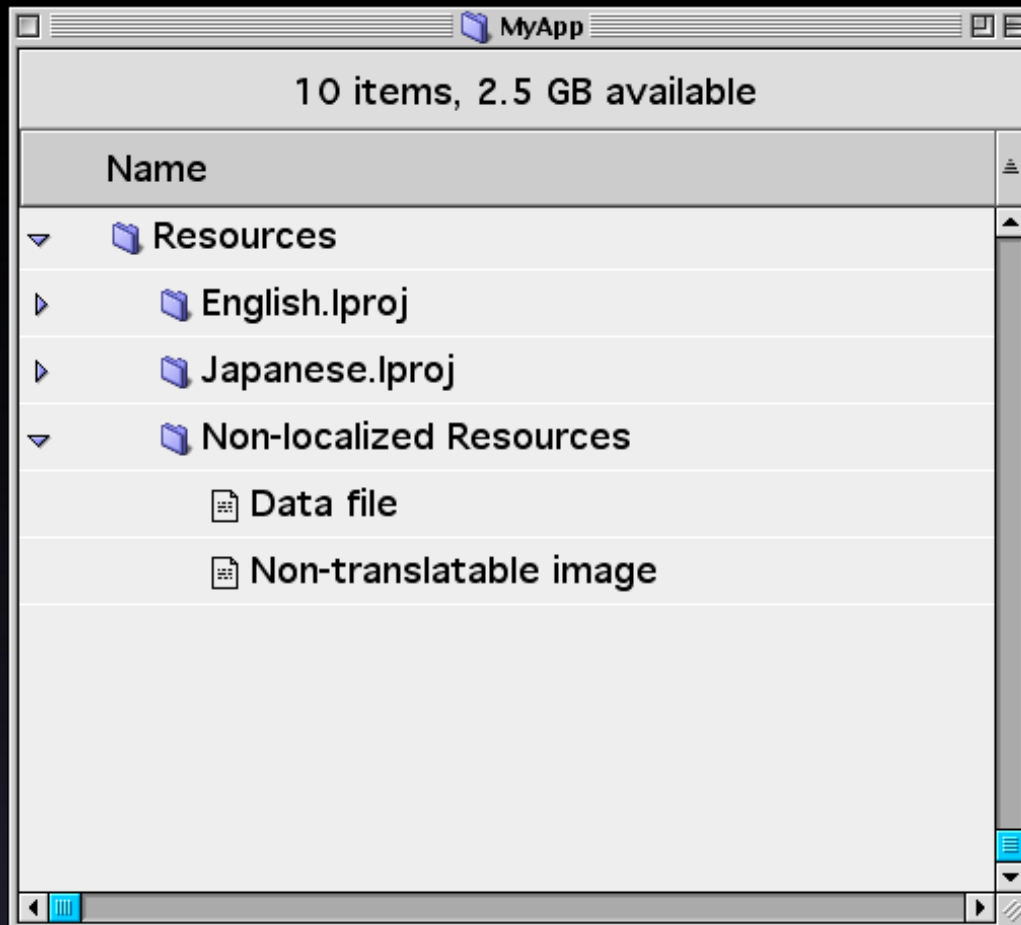 MyApp
10 items, 2.5 GB available
Name
Resources
English.lproj
Japanese.lproj
Non-localized Resources
Data file
Non-translatable image